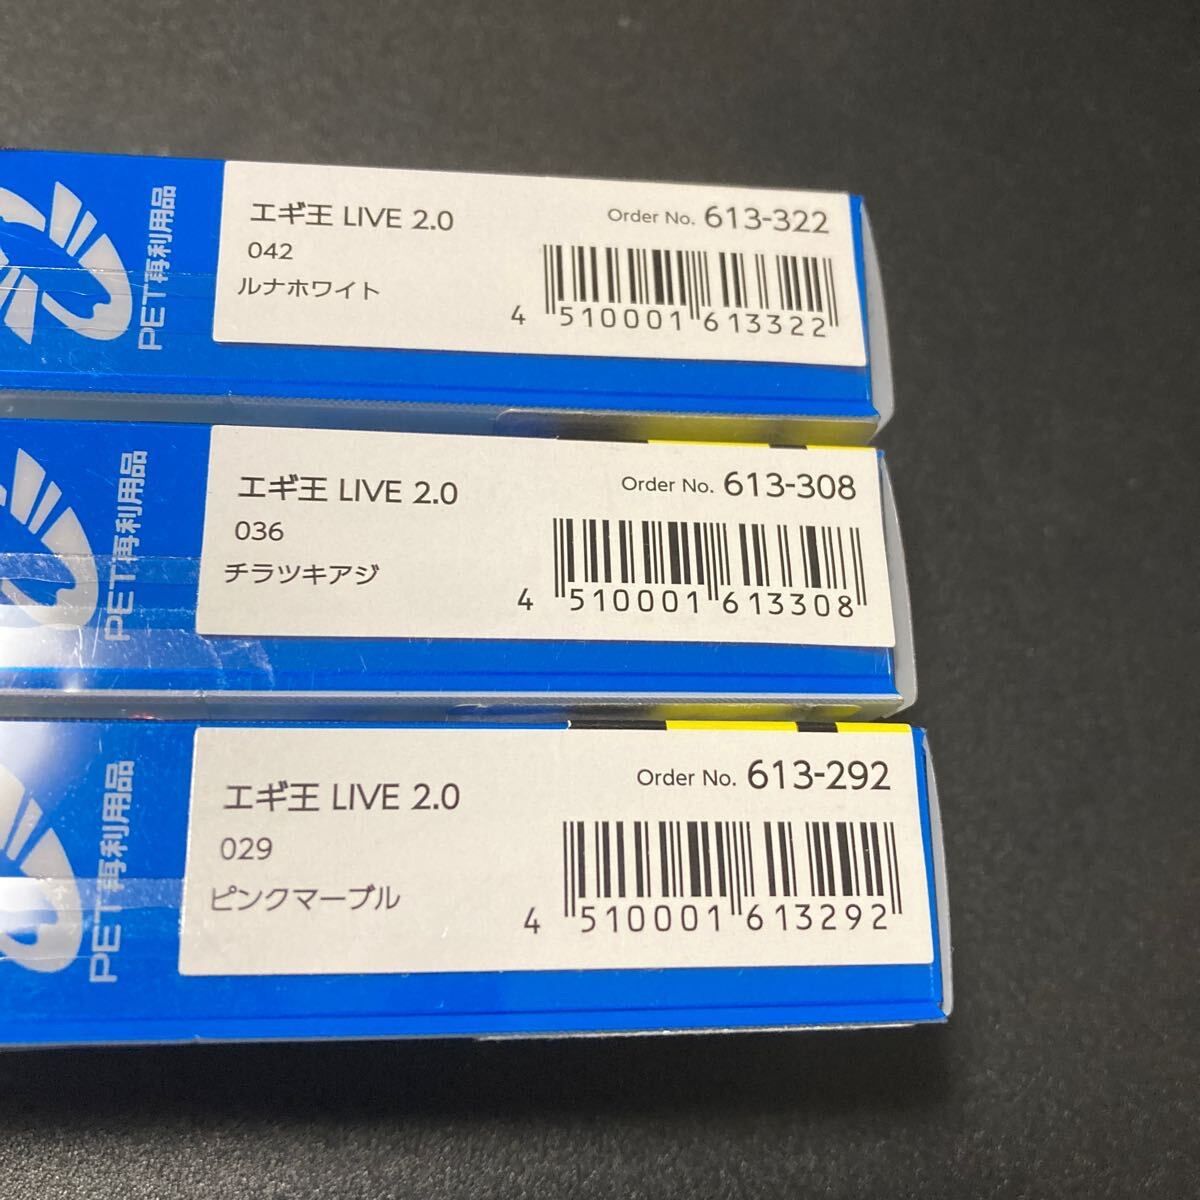 PET再利用品
エギ王 LIVE 2.0
042
ルナホワイト
Order No. 613-322
4 510001 613322
PET再利用品
エギ王 LIVE 2.0
036
チラツキアジ
Order No. 613-308
4 510001 613308
PET再利用品
エギ王 LIVE 2.0
029
ピンクマーブル
Order No. 613-292
4 510001 613292